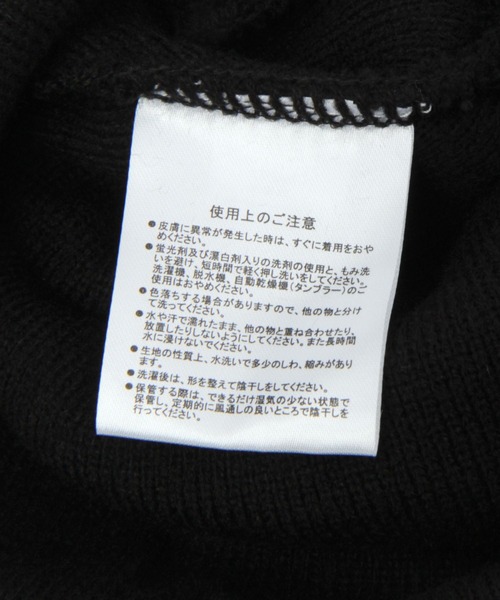 使用上のご注意
●皮膚に異常が発生した時は、すぐに着用をおや
めください。
●蛍光剤及び漂白剤入りの洗剤の使用と、もみ洗
いを避け、短時間で軽く押し洗いをしてください。
洗濯機、脱水機、自動乾燥機(タンブラー)のご
使用はおやめください。
●色落ちする場合がありますので、他の物と分け
て洗ってください。
●水や汗で濡れたまま、他の物と重ね合わせたり、
放置したりしないようにしてください。また長時間
水に浸けないでください。
●生地の性質上、水洗いで多少のしわ、縮みがあり
ます。
●洗濯後は、形を整えて陰干しをしてください。
●保管する際は、できるだけ湿気の少ない状態で
保管し、定期的に風通しの良いところで陰干しを
行ってください。